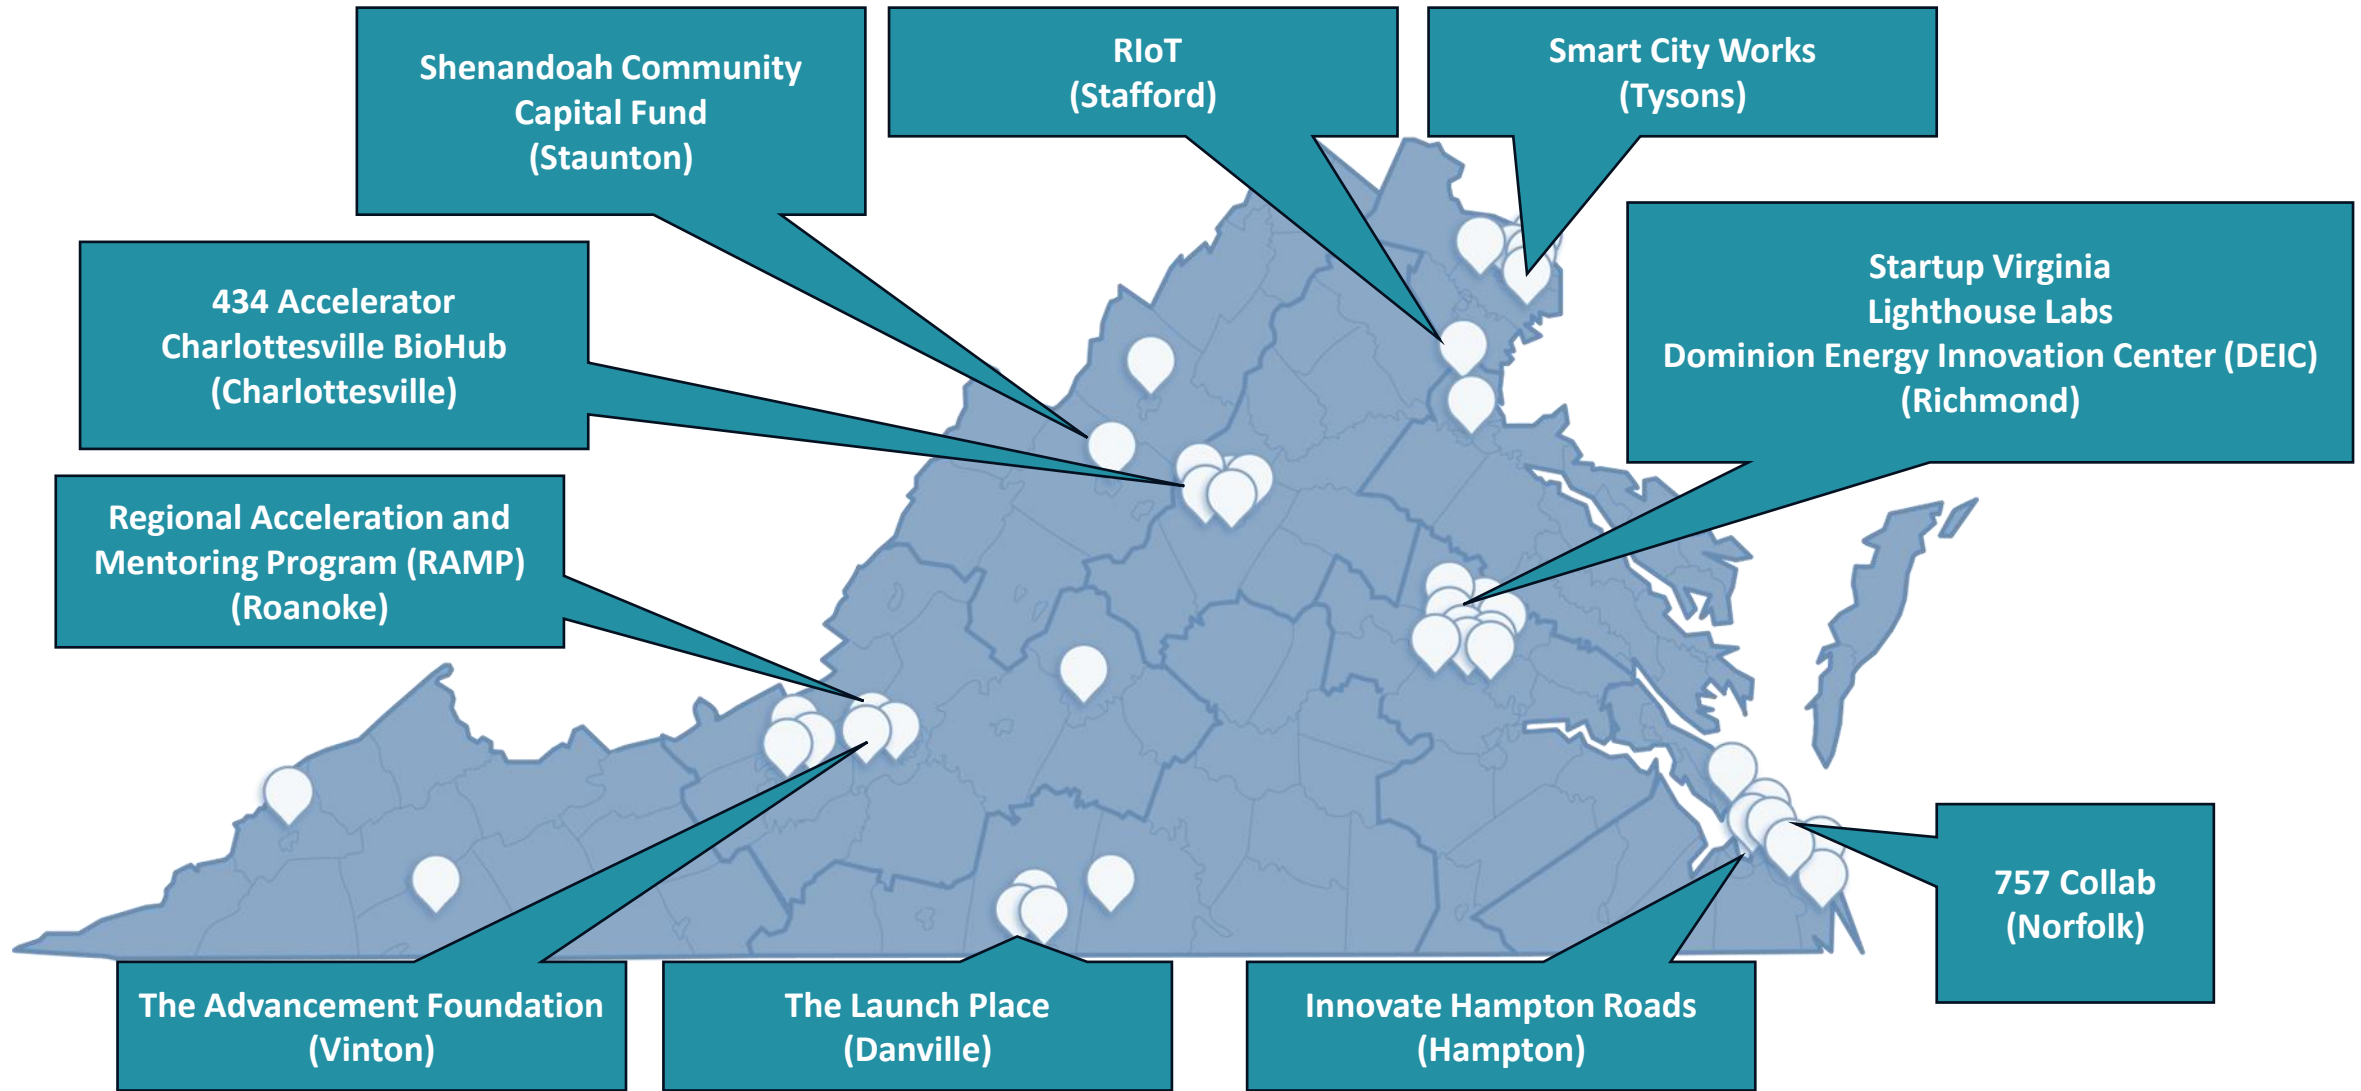 Shenandoah Community
Capital Fund
(Staunton)
RIoT
(Stafford)
Smart City Works
(Tysons)
434 Accelerator
Charlottesville BioHub
(Charlottesville)
Startup Virginia
Lighthouse Labs
Dominion Energy Innovation Center (DEIC)
(Richmond)
Regional Acceleration and
Mentoring Program (RAMP)
(Roanoke)
757 Collab
(Norfolk)
The Advancement Foundation
(Vinton)
The Launch Place
(Danville)
Innovate Hampton Roads
(Hampton)